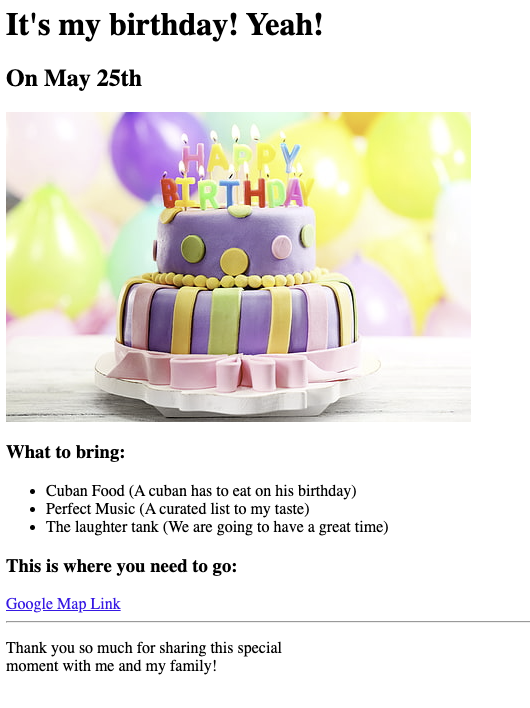 It's my birthday! Yeah!
On May 25th
HAPPY
BIRTHDAY
What to bring:
Cuban Food (A cuban has to eat on his birthday)
Perfect Music (A curated list to my taste)
The laughter tank (We are going to have a great time)
This is where you need to go:
Google Map Link
Thank you so much for sharing this special
moment with me and my family!